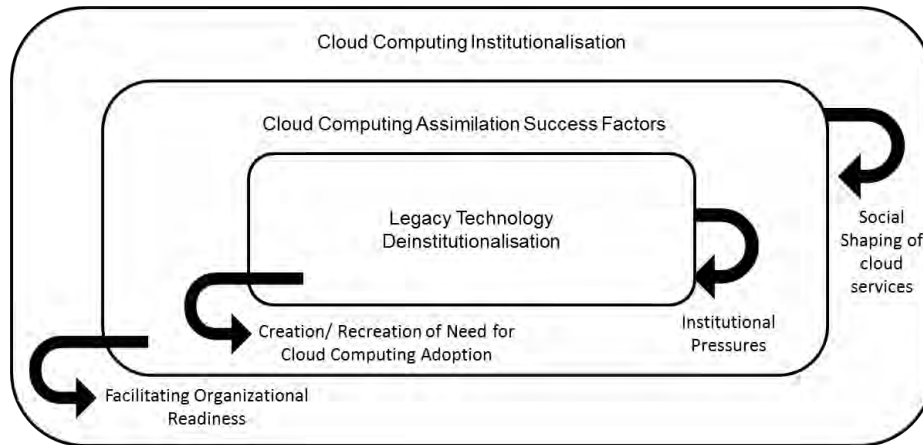 Cloud Computing Institutionalisation
Cloud Computing Assimilation Success Factors
Legacy Technology
Deinstitutionalisation
Social
Shaping of
cloud
services
Creation/ Recreation of Need for
Cloud Computing Adoption
Institutional
Pressures
Facilitating Organizational
Readiness